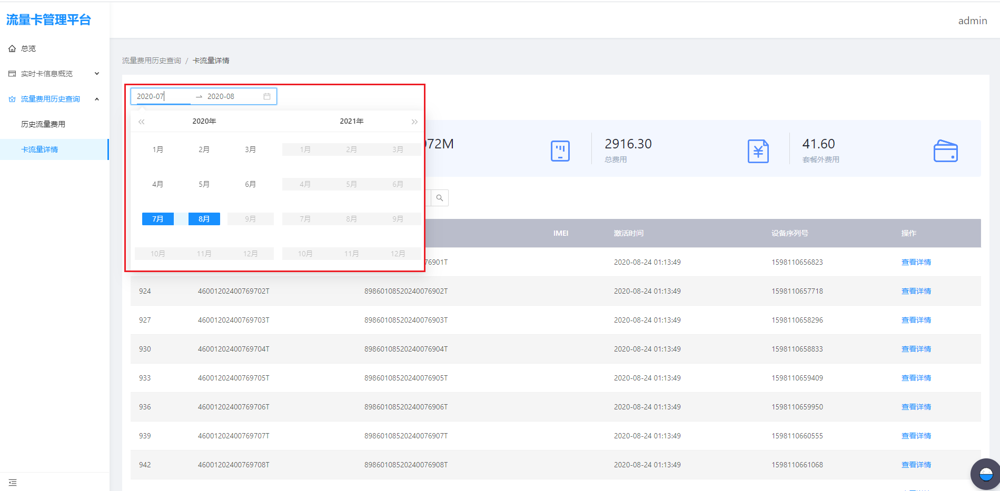 流量卡管理平台
admin
总览
实时卡信息概览
流量费用历史查询
历史流量费用
卡流量详情
流量费用历史查询 / 卡流量详情
2020-07 → 2020-08
2020年 2021年
1月 2月 3月 1月 2月 3月
4月 5月 6月 4月 5月 6月
7月 8月 9月 7月 8月 9月
10月 11月 12月 10月 11月 12月
972M
2916.30
总费用
41.60
套餐外费用
IMEI 激活时间 设备序列号 操作
76901T 2020-08-24 01:13:49 1598110656823 查看详情
924 46001202400769702T 89860108520240076902T 2020-08-24 01:13:49 1598110657718 查看详情
927 46001202400769703T 89860108520240076903T 2020-08-24 01:13:49 1598110658296 查看详情
930 46001202400769704T 89860108520240076904T 2020-08-24 01:13:49 1598110658833 查看详情
933 46001202400769705T 89860108520240076905T 2020-08-24 01:13:49 1598110659409 查看详情
936 46001202400769706T 89860108520240076906T 2020-08-24 01:13:49 1598110659950 查看详情
939 46001202400769707T 89860108520240076907T 2020-08-24 01:13:49 1598110660555 查看详情
942 46001202400769708T 89860108520240076908T 2020-08-24 01:13:49 1598110661068 查看详情